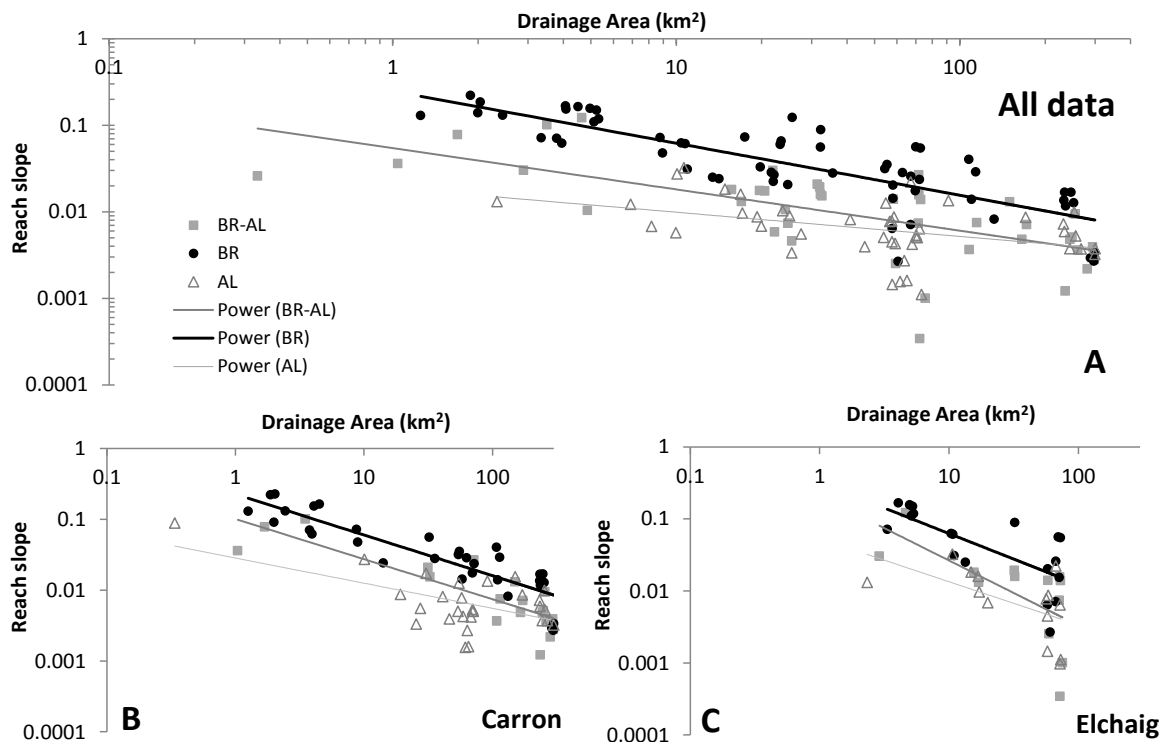 Drainage Area (km²)
1
0.1 1 10 100
All data
0.1
Reach slope
0.01
BR-AL
BR
AL
0.001
Power (BR-AL)
Power (BR)
Power (AL)
A
0.0001
Drainage Area (km²)
1
0.1 1 10 100
0.1
Reach slope
0.01
0.001
B
Carron
0.0001
Drainage Area (km²)
1
0.1 1 10 100
0.1
Reach slope
0.01
0.001
C
Elchaig
0.0001